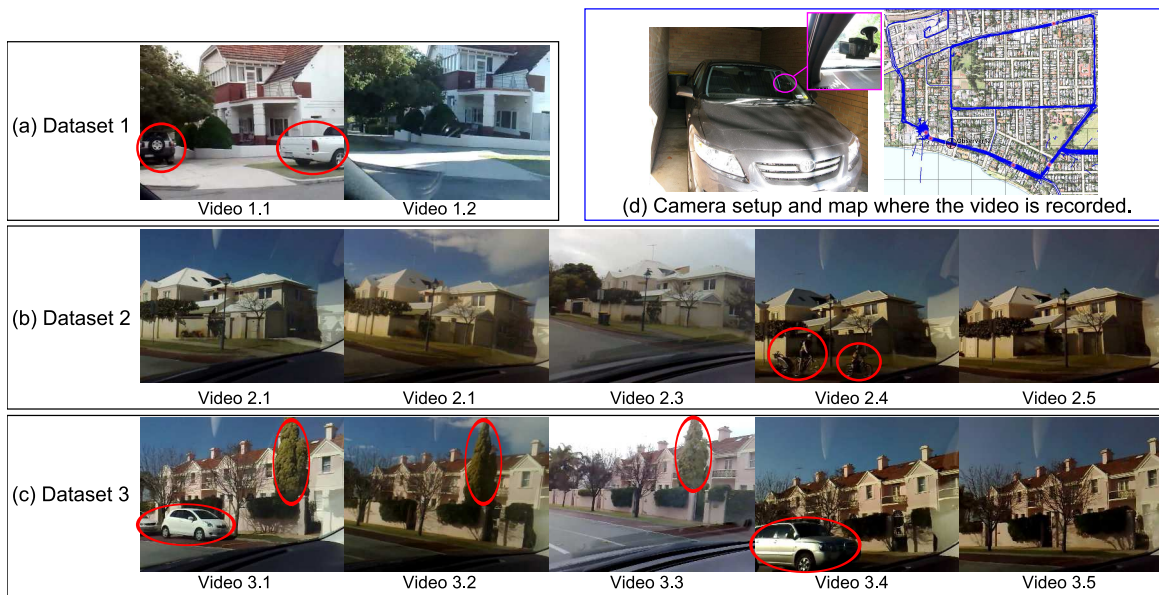 (a) Dataset 1
Video 1.1
Video 1.2
(d) Camera setup and map where the video is recorded.
(b) Dataset 2
Video 2.1
Video 2.1
Video 2.3
Video 2.4
Video 2.5
(c) Dataset 3
Video 3.1
Video 3.2
Video 3.3
Video 3.4
Video 3.5